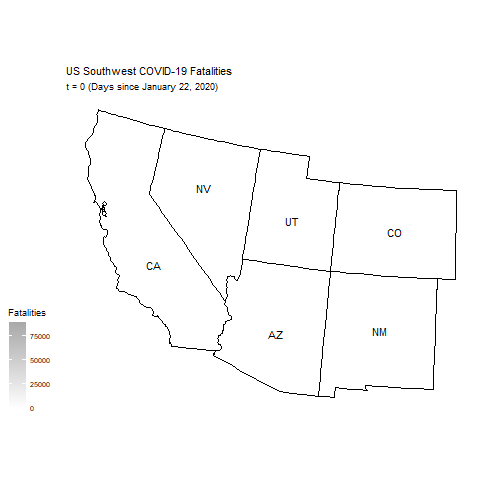 US Southwest COVID-19 Fatalities
t = 0 (Days since January 22, 2020)
NV
UT
CO
CA
AZ
NM
Fatalities
75000
50000
25000
0